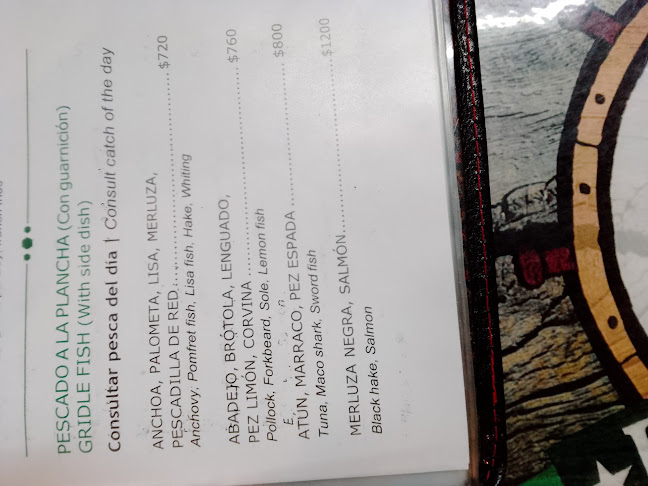 PESCADO A LA PLANCHA (Con guarnición)
GRIDLE FISH (With side dish)
Consultar pesca del dia | Consult catch of the day
ANCHOA, PALOMETA, LISA, MERLUZA,
PESCADILLA DE RED .......................................... $720
Anchovy, Pomfret fish, Lisa fish, Hake, Whiting
ABADEJO, BRÓTOLA, LENGUADO,
PEZ LIMÓN, CORVINA .......................................... $760
Pollock, Forkbeard, Sole, Lemon fish
ATÚN, MARRACO, PEZ ESPADA .............................. $800
Tuna, Maco shark, Sword fish
MERLUZA NEGRA, SALMÓN ................................... $1200
Black hake, Salmon